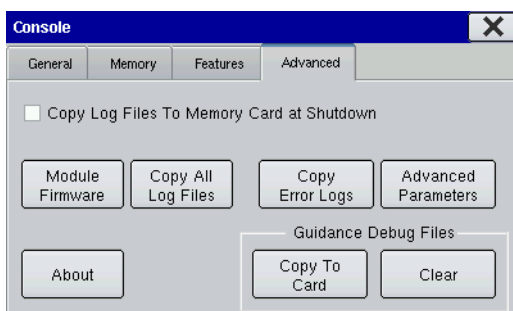 Console
General Memory Features Advanced
Copy Log Files To Memory Card at Shutdown
Module Copy All Copy Advanced
Firmware Log Files Error Logs Parameters
Guidance Debug Files
About Copy To Card Clear